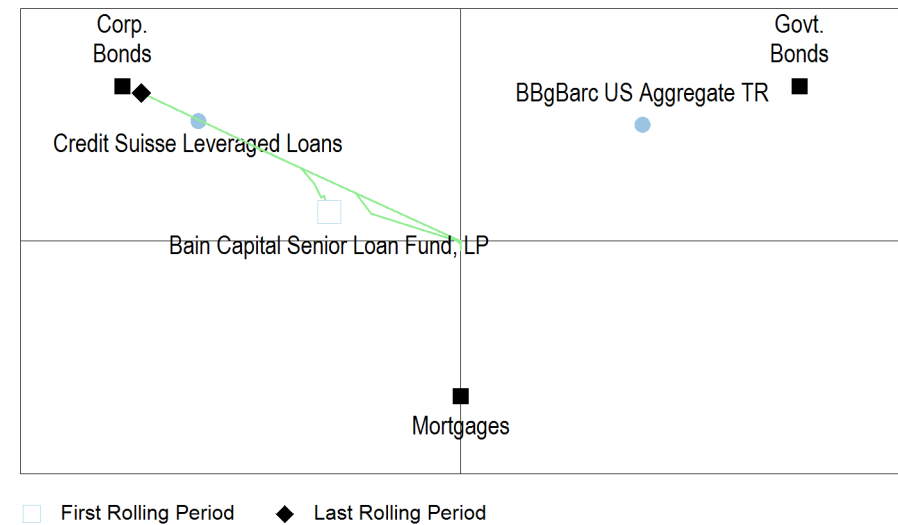 Corp.
Bonds
Govt.
Bonds
BBgBarc US Aggregate TR
Credit Suisse Leveraged Loans
Bain Capital Senior Loan Fund, LP
Mortgages
First Rolling Period
Last Rolling Period